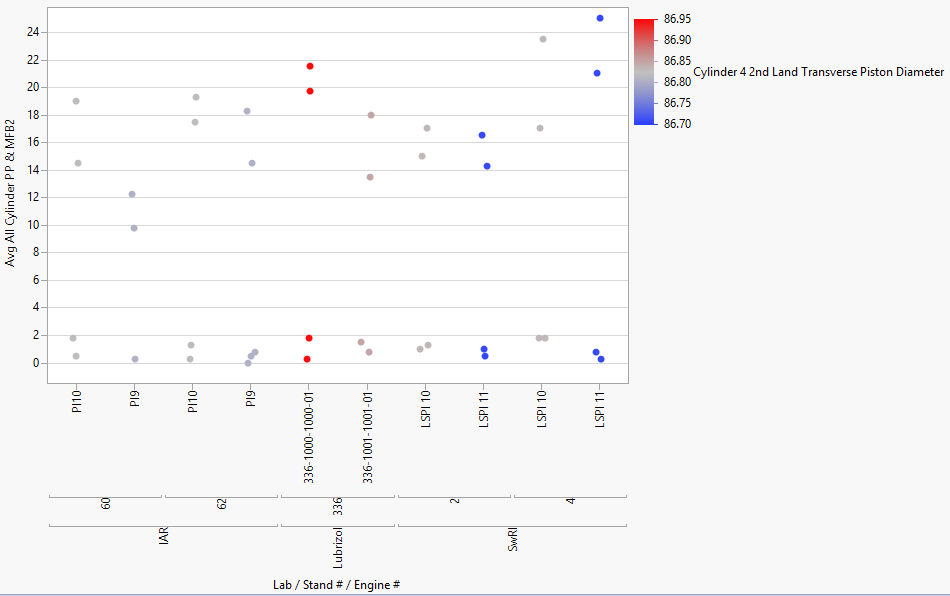 Avg All Cylinder PP & MFB2
24
22
20
18
16
14
12
10
8
6
4
2
0
86.95
86.90
86.85
86.80
86.75
86.70
Cylinder 4 2nd Land Transverse Piston Diameter
PI10
PI9
PI10
PI9
336-1000-1000-01
336-1001-1001-01
LSPI 10
LSPI 11
LSPI 10
LSPI 11
60
62
336
2
4
IAR
Lubrizol
SwRI
Lab / Stand # / Engine #